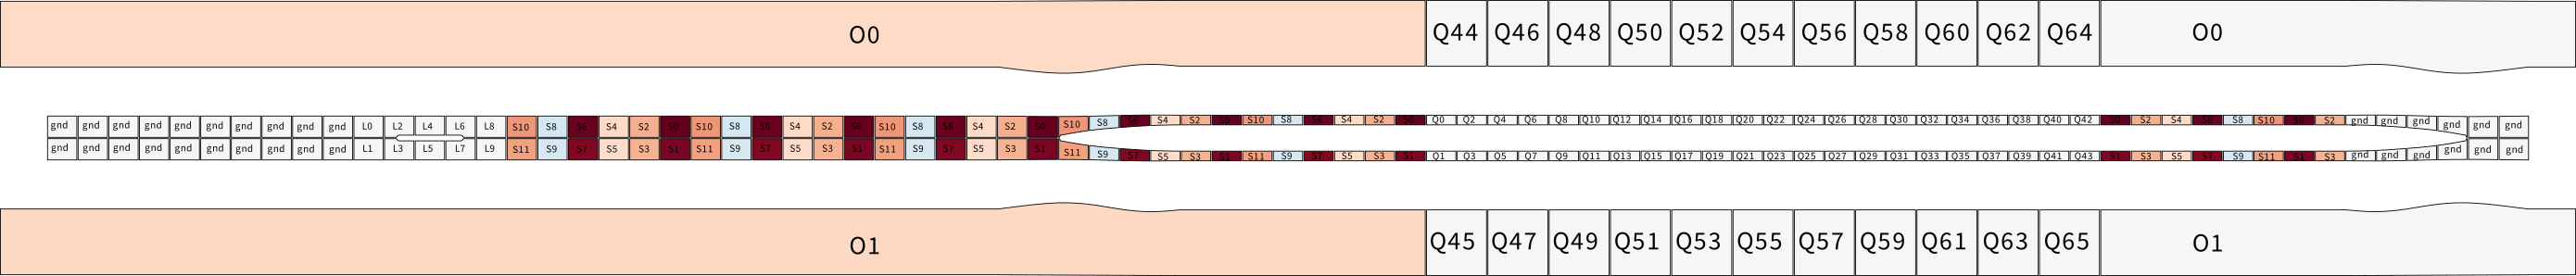 O0 Q44 Q46 Q48 Q50 Q52 Q54 Q56 Q58 Q60 Q62 Q64 O0
gnd gnd gnd gnd gnd gnd gnd gnd gnd gnd L0 L2 L4 L6 L8 S10 S8 S6 S4 S2 S0 S10 S8 S6 S4 S2 S0 S10 S8 S6 S4 S2 S0 S10 S8 S6 S4 S2 S0 S10 S8 S6 S4 S2 S0 Q0 Q2 Q4 Q6 Q8 Q10 Q12 Q14 Q16 Q18 Q20 Q22 Q24 Q26 Q28 Q30 Q32 Q34 Q36 Q38 Q40 Q42 S0 S2 S4 S6 S8 S10 S0 S2 gnd gnd gnd gnd gnd gnd
gnd gnd gnd gnd gnd gnd gnd gnd gnd gnd L1 L3 L5 L7 L9 S11 S9 S7 S5 S3 S1 S11 S9 S7 S5 S3 S1 S11 S9 S7 S5 S3 S1 S11 S9 S7 S5 S3 S1 S11 S9 S7 S5 S3 S1 Q1 Q3 Q5 Q7 Q9 Q11 Q13 Q15 Q17 Q19 Q21 Q23 Q25 Q27 Q29 Q31 Q33 Q35 Q37 Q39 Q41 Q43 S1 S3 S5 S7 S9 S11 S1 S3 gnd gnd gnd gnd gnd gnd
O1 Q45 Q47 Q49 Q51 Q53 Q55 Q57 Q59 Q61 Q63 Q65 O1